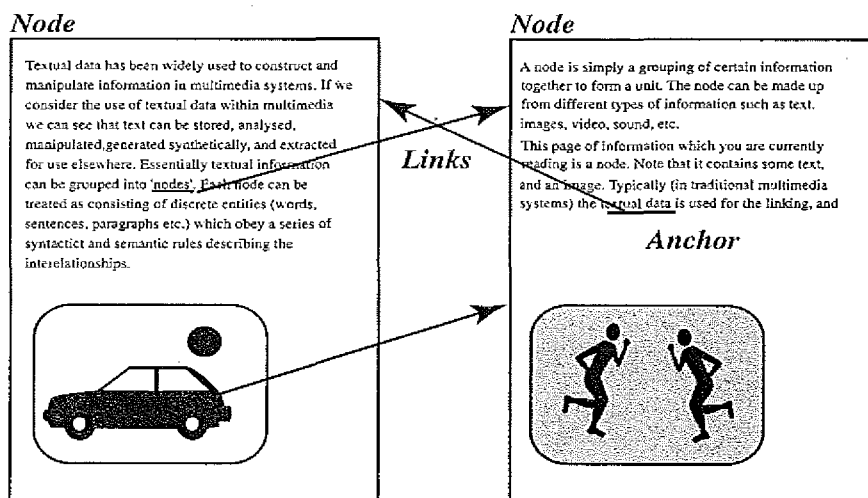 Node
Textual data has been widely used to construct and
manipulate information in multimedia systems. If we
consider the use of textual data within multimedia
we can see that text can be stored, analysed,
manipulated,generated synthetically, and extracted
for use elsewhere. Essentially textual information
can be grouped into 'nodes'. Each node can be
treated as consisting of discrete entities (words,
sentences, paragraphs etc.) which obey a series of
syntactict and semantic rules describing the
interelationships.
Links
Node
A node is simply a grouping of certain information
together to form a unit. The node can be made up
from different types of information such as text.
images, video, sound, etc.
This page of information which you are currently
reading is a node. Note that it contains some text,
and an image. Typically (in traditional multimedia
systems) the textual data is used for the linking, and
Anchor